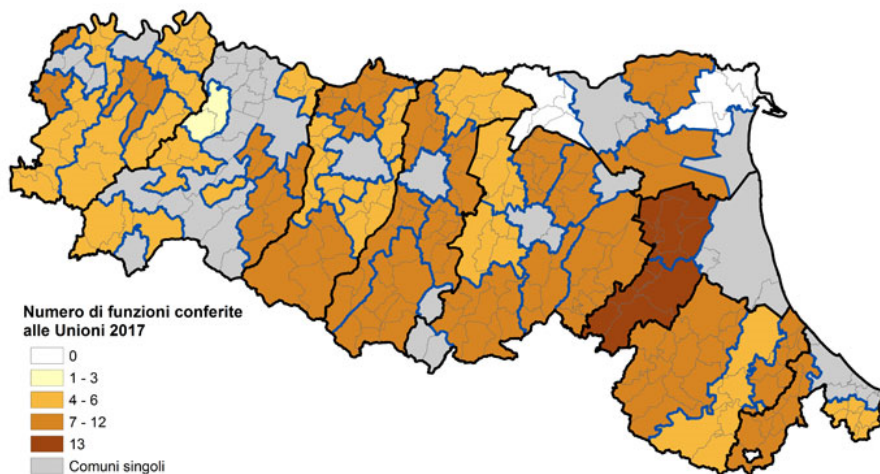 Numero di funzioni conferite
alle Unioni 2017
0
1 - 3
4 - 6
7 - 12
13
Comuni singoli